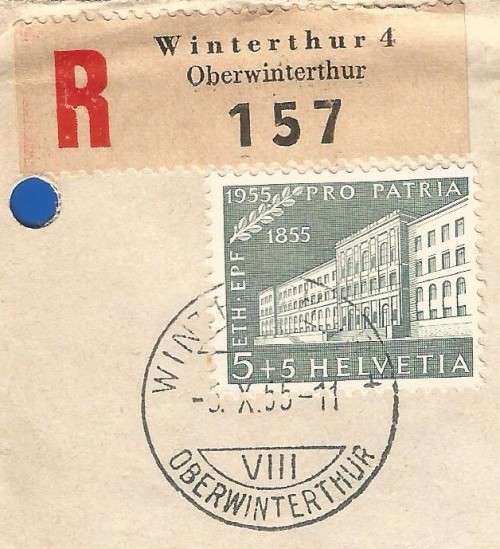 R
Winterthur 4
Oberwinterthur
157
1955 PRO PATRIA
1855
ETH·EPF
5+5 HELVETIA
-3. X. 55-11
VIII
OBERWINTERTHUR